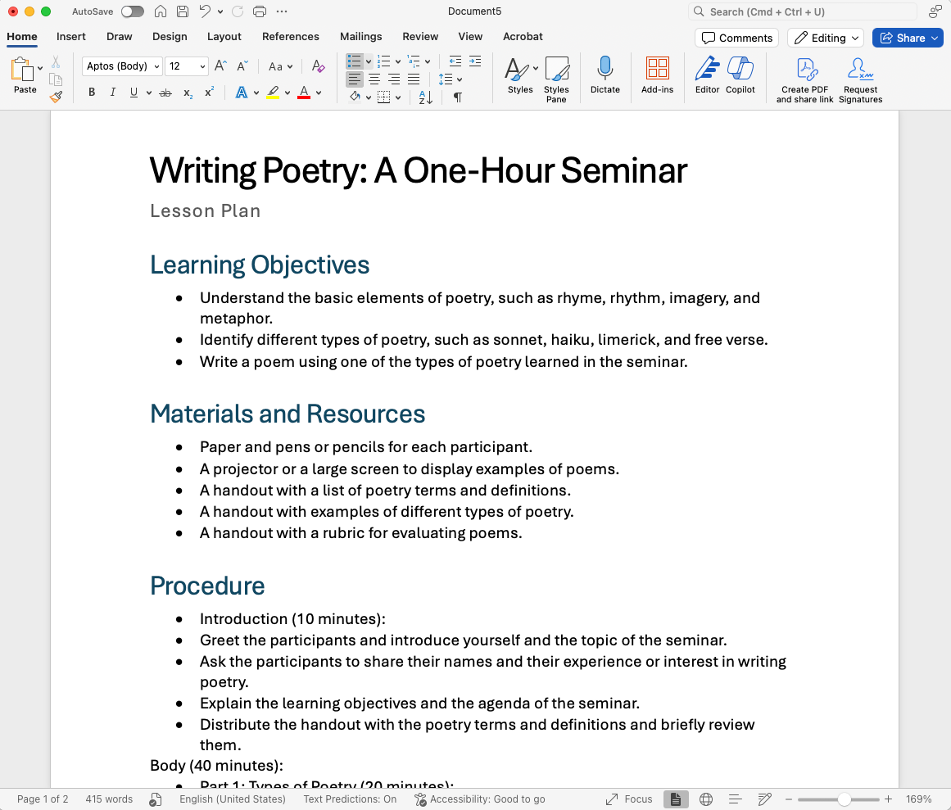 AutoSave
Document5
Search (Cmd + Ctrl + U)
Home Insert Draw Design Layout References Mailings Review View Acrobat
Comments Editing Share
Paste
Aptos (Body) 12
Styles
Styles Pane
Dictate
Add-ins
Editor
Copilot
Create PDF and share link
Request Signatures
Writing Poetry: A One-Hour Seminar
Lesson Plan
Learning Objectives
• Understand the basic elements of poetry, such as rhyme, rhythm, imagery, and
metaphor.
• Identify different types of poetry, such as sonnet, haiku, limerick, and free verse.
• Write a poem using one of the types of poetry learned in the seminar.
Materials and Resources
• Paper and pens or pencils for each participant.
• A projector or a large screen to display examples of poems.
• A handout with a list of poetry terms and definitions.
• A handout with examples of different types of poetry.
• A handout with a rubric for evaluating poems.
Procedure
• Introduction (10 minutes):
• Greet the participants and introduce yourself and the topic of the seminar.
• Ask the participants to share their names and their experience or interest in writing
poetry.
• Explain the learning objectives and the agenda of the seminar.
• Distribute the handout with the poetry terms and definitions and briefly review
them.
Body (40 minutes):
• Part 1: Types of Poetry (20 minutes):
Page 1 of 2 415 words English (United States) Text Predictions: On Accessibility: Good to go Focus 169%